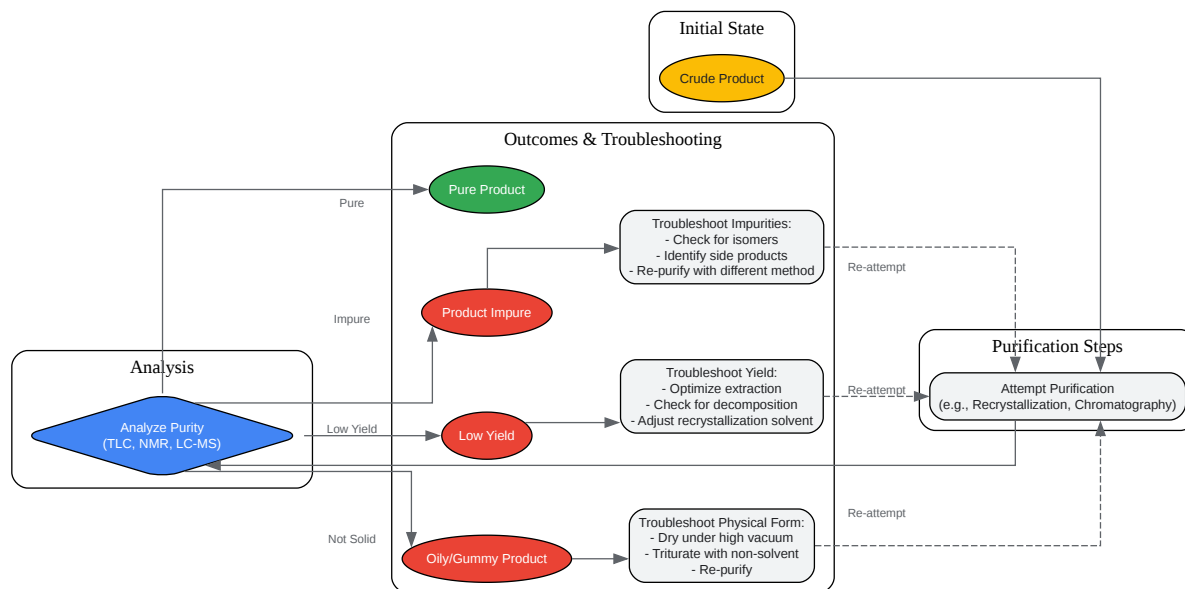 Initial State
Crude Product
Outcomes & Troubleshooting
Pure Product
Pure
Troubleshoot Impurities:
- Check for isomers
- Identify side products
- Re-purify with different method
Re-attempt
Product Impure
Impure
Analysis
Analyze Purity
(TLC, NMR, LC-MS)
Low Yield
Low Yield
Troubleshoot Yield:
- Optimize extraction
- Check for decomposition
- Adjust recrystallization solvent
Re-attempt
Purification Steps
Attempt Purification
(e.g., Recrystallization, Chromatography)
Not Solid
Oily/Gummy Product
Troubleshoot Physical Form:
- Dry under high vacuum
- Triturate with non-solvent
- Re-purify
Re-attempt